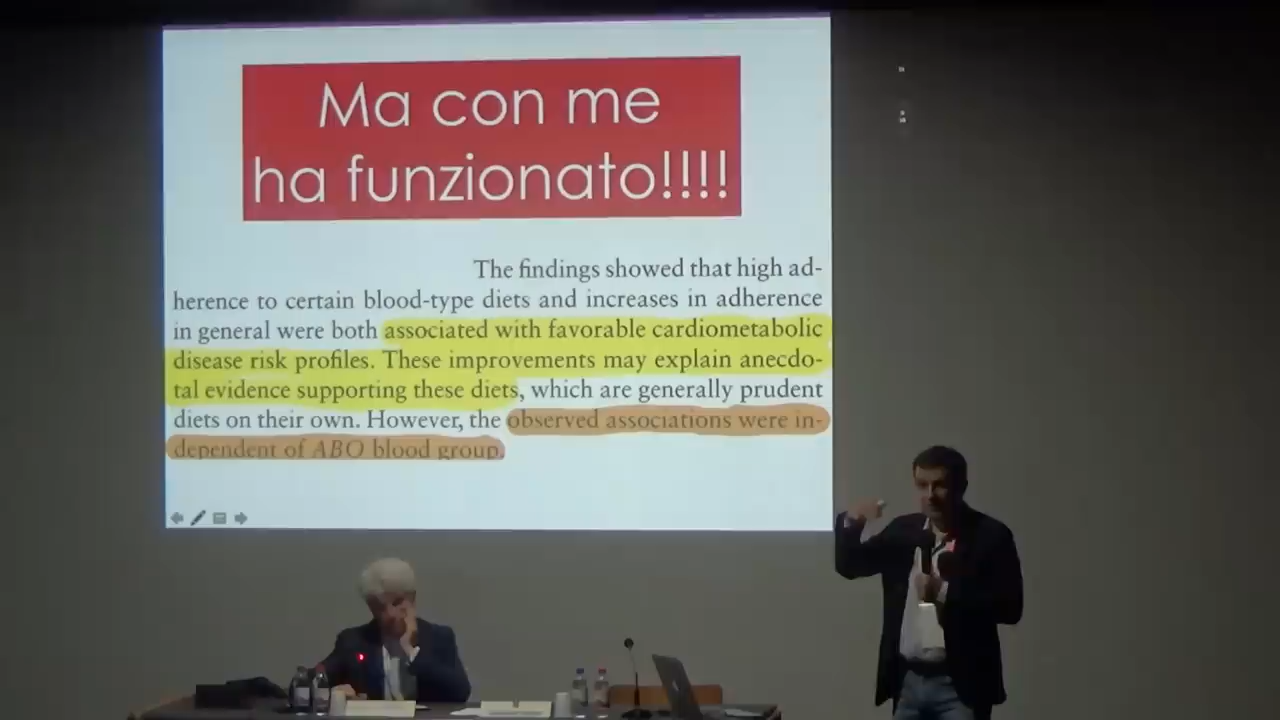 Ma con me
ha funzionato!!!!
The findings showed that high ad-
herence to certain blood-type diets and increases in adherence
in general were both associated with favorable cardiometabolic
disease risk profiles. These improvements may explain anecdo-
tal evidence supporting these diets, which are generally prudent
diets on their own. However, the observed associations were in-
dependent of ABO blood group.